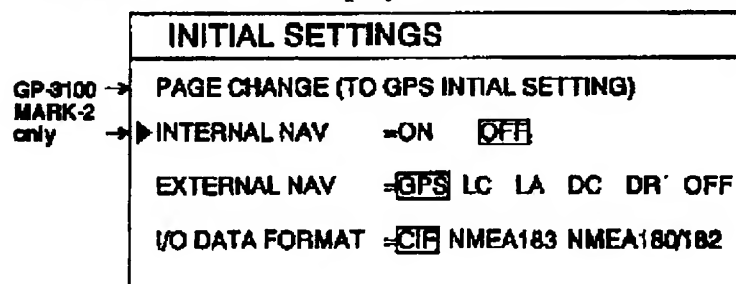 INITIAL SETTINGS
GP-3100 MARK-2 only
PAGE CHANGE (TO GPS INTIAL SETTING)
INTERNAL NAV =ON OFF
EXTERNAL NAV =GPS LC LA DC DR OFF
I/O DATA FORMAT =CIF NMEA183 NMEA180/182